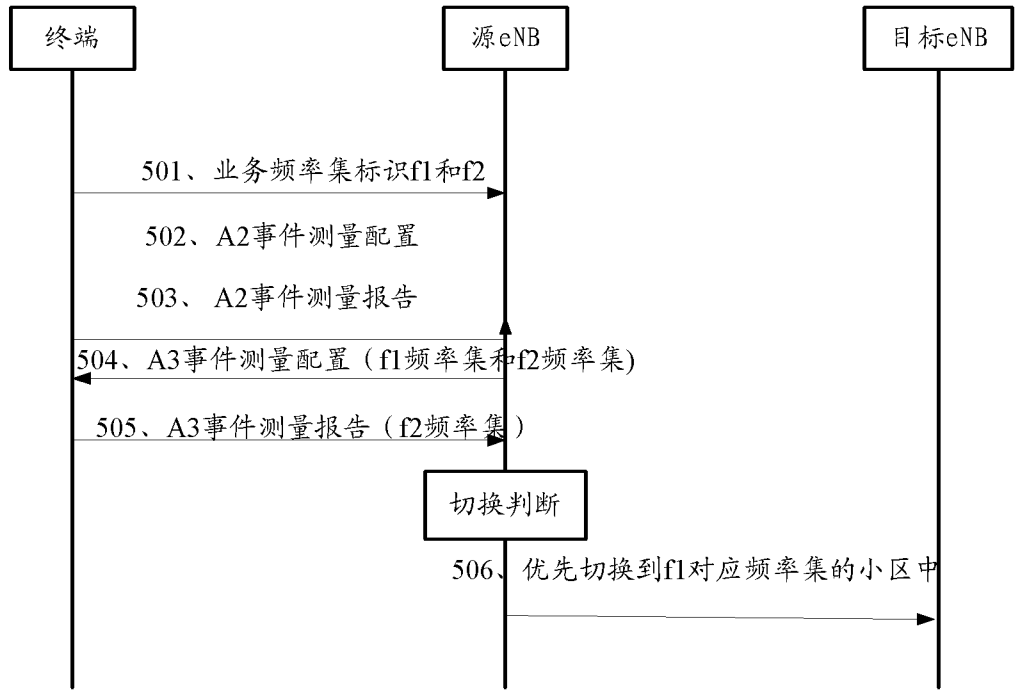 终端
源eNB
目标eNB
501、业务频率集标识f1和f2
502、A2事件测量配置
503、 A2事件测量报告
504、A3事件测量配置（f1频率集和f2频率集)
505、A3事件测量报告（f2频率集）
切换判断
506、优先切换到f1对应频率集的小区中